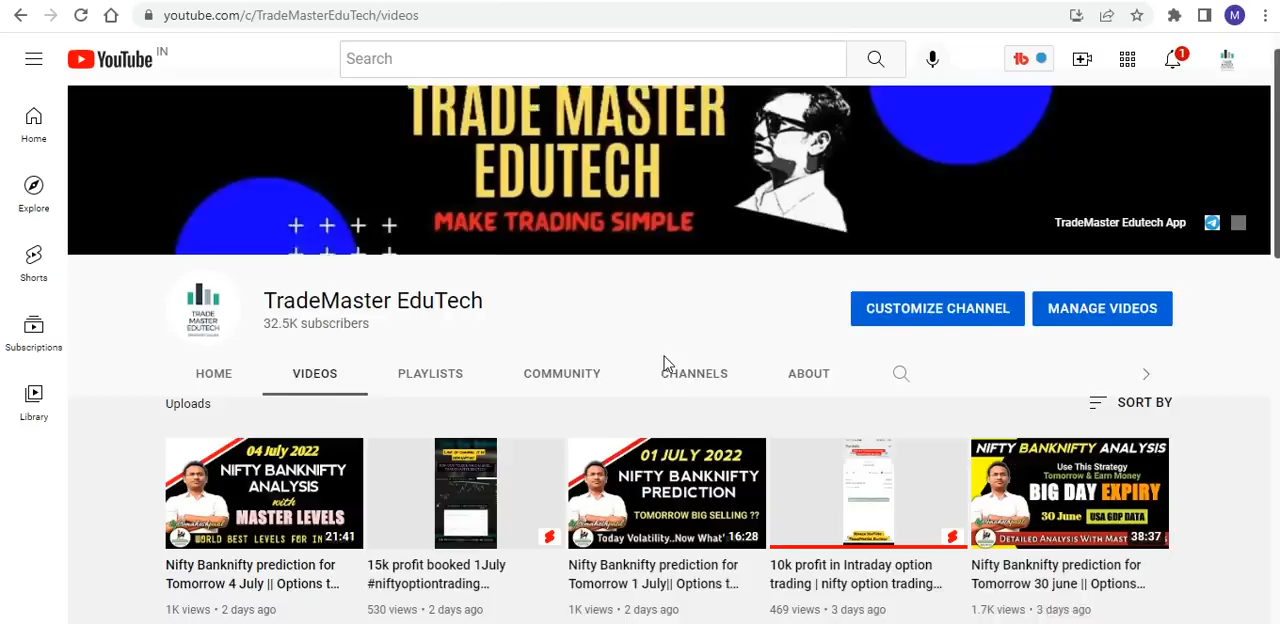 youtube.com/c/TradeMasterEduTech/videos
M
YouTube IN
Search
1
Home
Explore
Shorts
Subscriptions
Library
TRADE MASTER
EDUTECH
MAKE TRADING SIMPLE
TradeMaster Edutech App
TRADE
MASTER
EDUTECH
TradeMaster EduTech
32.5K subscribers
CUSTOMIZE CHANNEL
MANAGE VIDEOS
HOME VIDEOS PLAYLISTS COMMUNITY CHANNELS ABOUT
Uploads
SORT BY
04 July 2022
NIFTY BANKNIFTY
ANALYSIS
with
MASTER LEVELS
WORLD BEST LEVELS FOR IN
21:41
Nifty Banknifty prediction for
Tomorrow 4 July || Options t...
1K views • 2 days ago
15k profit booked 1July
#niftyoptiontrading...
530 views • 2 days ago
01 JULY 2022
NIFTY BANKNIFTY
PREDICTION
TOMORROW BIG SELLING ??
Today Volatility..Now What'
16:28
Nifty Banknifty prediction for
Tomorrow 1 July|| Options t...
1K views • 2 days ago
10k profit in Intraday option
trading | nifty option trading...
469 views • 3 days ago
NIFTY BANKNIFTY ANALYSIS
Use This Strategy
Tomorrow & Earn Money
BIG DAY EXPIRY
30 June USA GDP DATA
DETAILED ANALYSIS WITH MAST
38:37
Nifty Banknifty prediction for
Tomorrow 30 june || Options...
1.7K views • 3 days ago